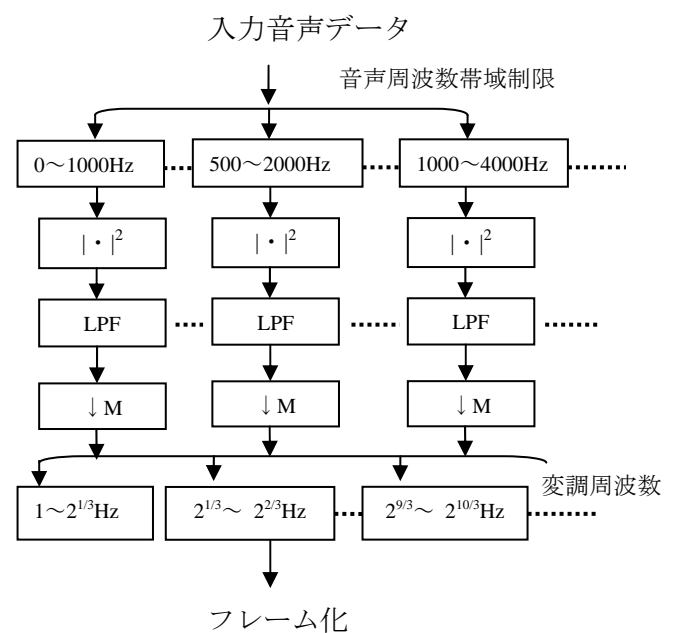 入力音声データ
音声周波数帯域制限
0～1000Hz 500～2000Hz 1000～4000Hz
|・|² |・|² |・|²
LPF LPF LPF
↓M ↓M ↓M
変調周波数
1～2^{1/3}Hz 2^{1/3}～ 2^{2/3}Hz 2^{9/3}～ 2^{10/3}Hz
フレーム化